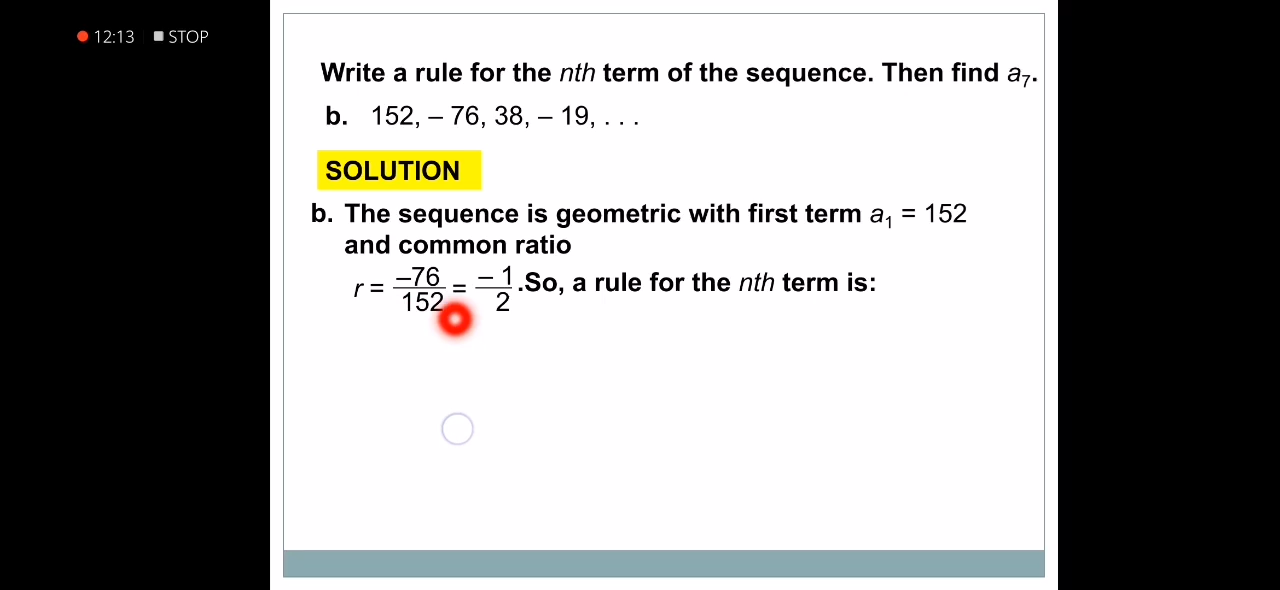 12:13 STOP
Write a rule for the nth term of the sequence. Then find a₇.
b. 152, – 76, 38, – 19, . . .
SOLUTION
b. The sequence is geometric with first term a₁ = 152
and common ratio
r = –76/152 = – 1/2 .So, a rule for the nth term is: